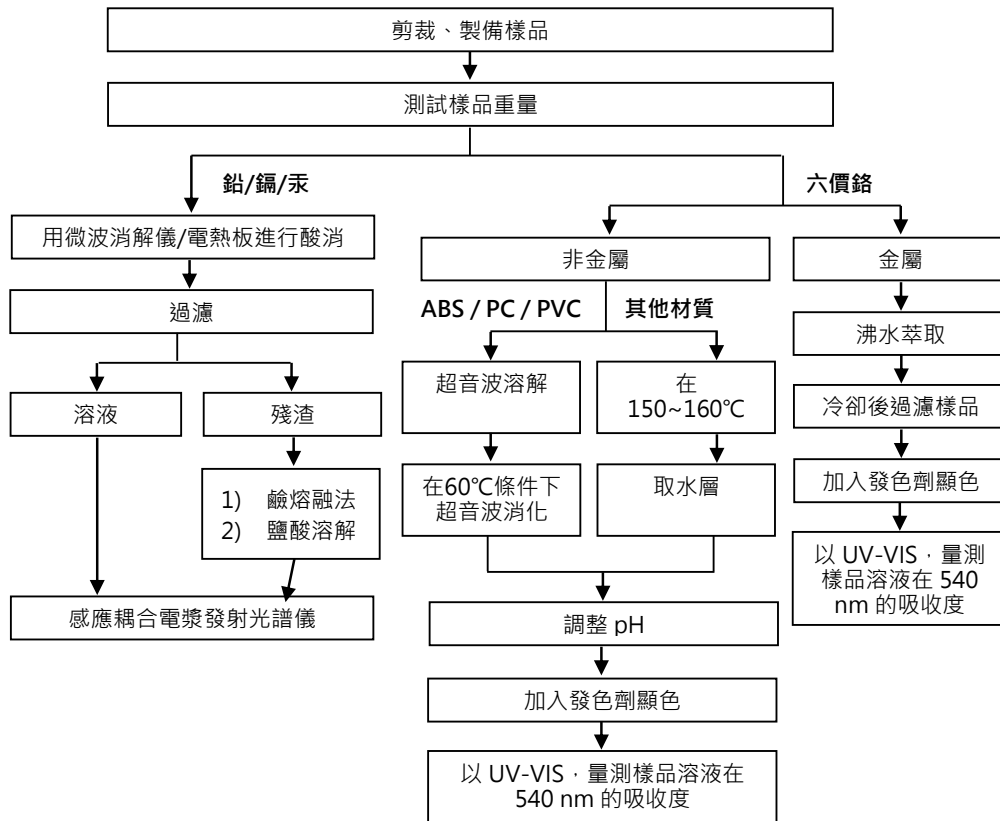 剪裁、製備樣品
測試樣品重量
鉛/鎘/汞
六價鉻
用微波消解儀/電熱板進行酸消
非金屬
金屬
過濾
ABS / PC / PVC
其他材質
沸水萃取
溶液
殘渣
超音波溶解
在
150~160℃
冷卻後過濾樣品
1) 鹼熔融法
2) 鹽酸溶解
在60℃條件下
超音波消化
取水層
加入發色劑顯色
以 UV-VIS，量測
樣品溶液在 540
nm 的吸收度
感應耦合電漿發射光譜儀
調整 pH
加入發色劑顯色
以 UV-VIS，量測樣品溶液在
540 nm 的吸收度